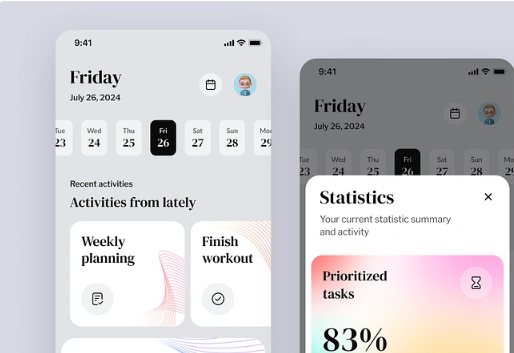 9:41
Friday
July 26, 2024
Tue Wed Thu Fri Sat Sun Mon
23 24 25 26 27 28 29
Recent activities
Activities from lately
Weekly
planning
Finish
workout
9:41
Friday
July 26, 2024
Tue Wed Thu Fri Sat Sun Mon
23 24 25 26 27 28 29
Statistics
Your current statistic summary
and activity
Prioritized
tasks
83%